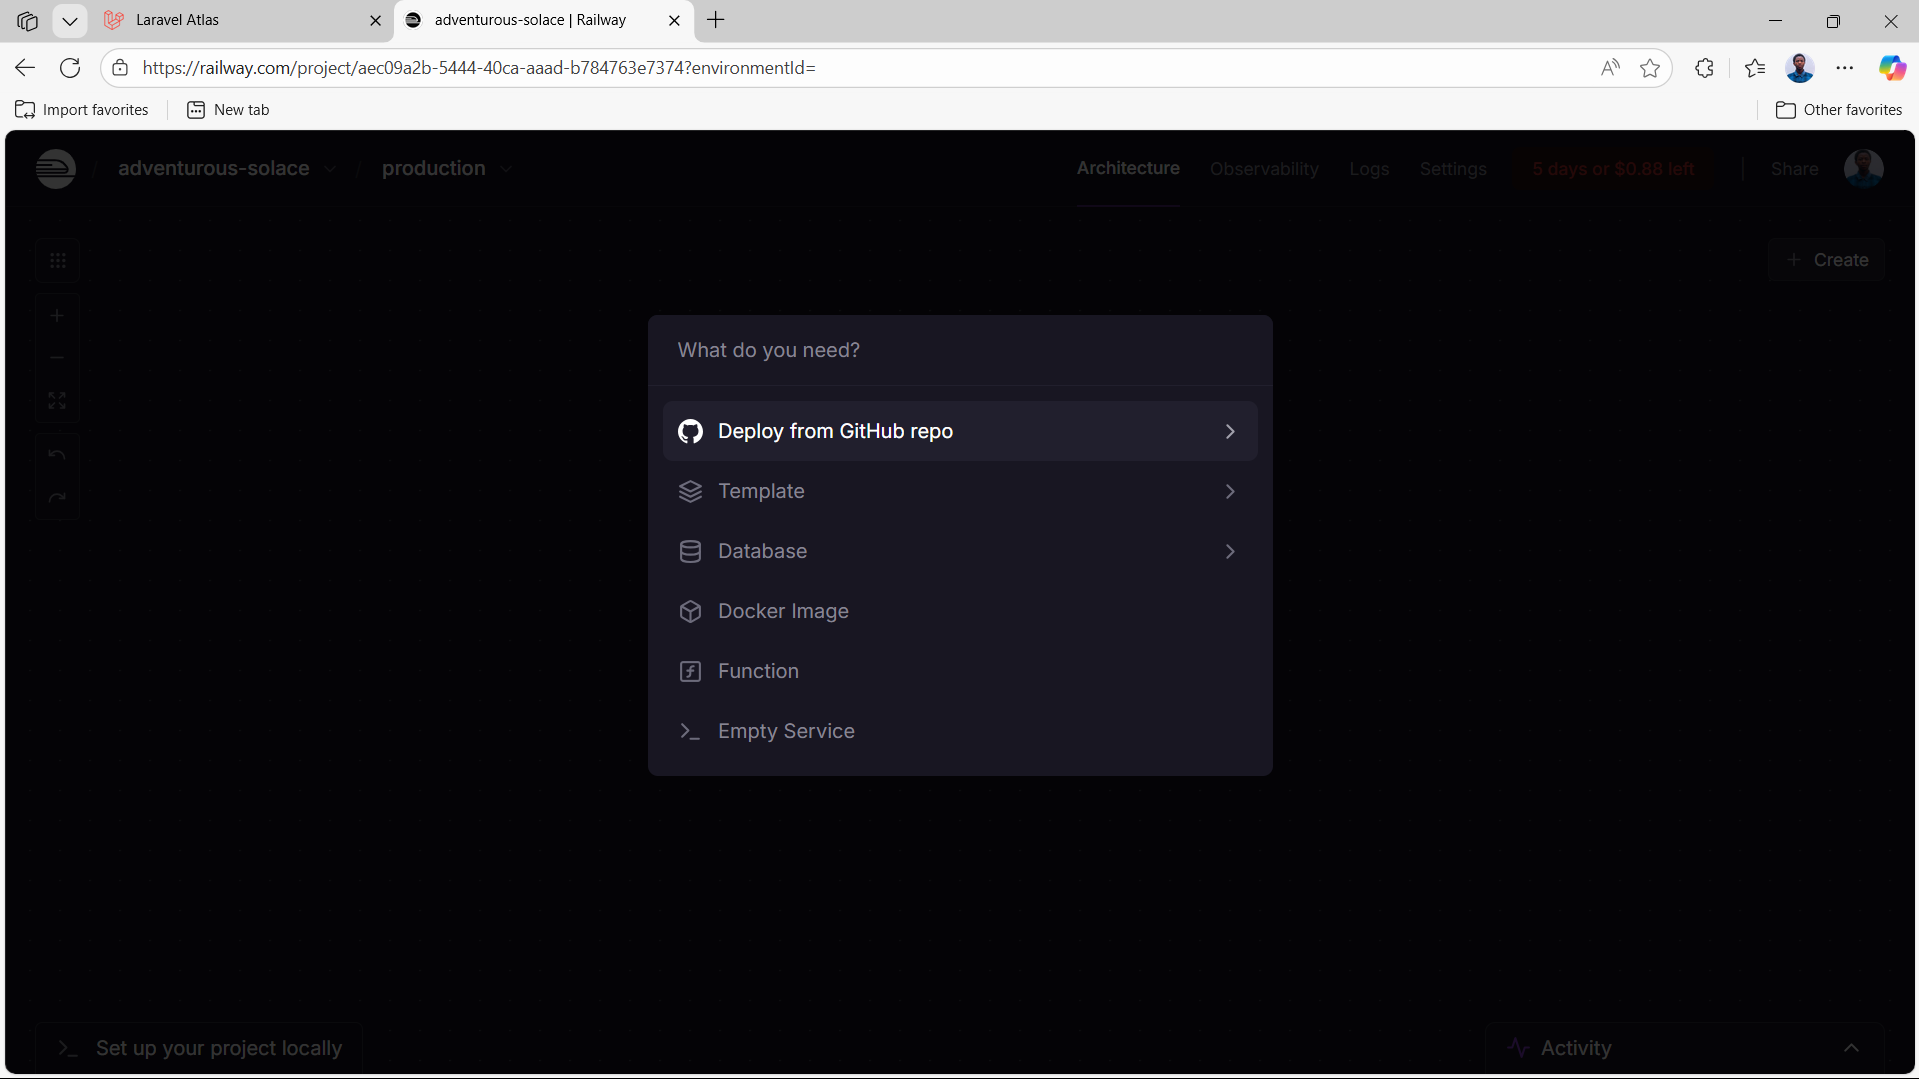 Laravel Atlas
adventurous-solace | Railway
https://railway.com/project/aec09a2b-5444-40ca-aaad-b784763e7374?environmentId=
Import favorites
New tab
Other favorites
adventurous-solace / production
Architecture
Observability
Logs
Settings
5 days or $0.88 left
Share
+ Create
What do you need?
Deploy from GitHub repo
Template
Database
Docker Image
Function
Empty Service
Set up your project locally
Activity